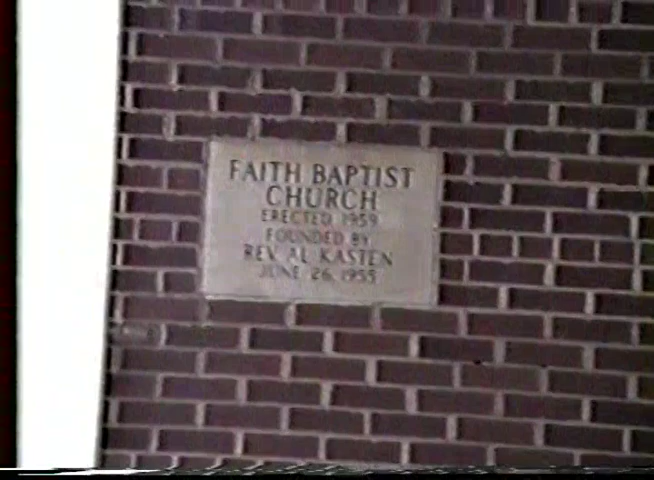 FAITH BAPTIST
CHURCH
ERECTED 1959
FOUNDED BY
REV. AL KASTEN
JUNE 26, 1955